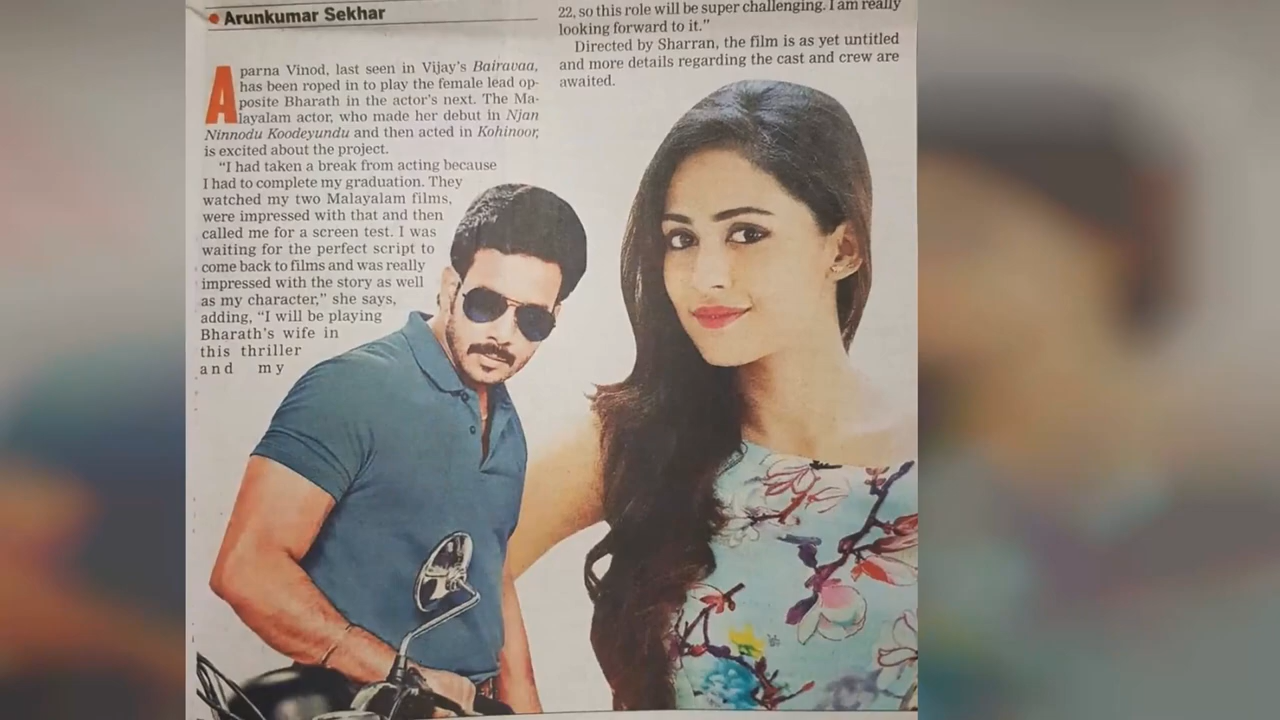 Arunkumar Sekhar
Aparna Vinod, last seen in Vijay's Bairavaa,
has been roped in to play the female lead op-
posite Bharath in the actor's next. The Ma-
layalam actor, who made her debut in Njan
Ninnodu Koodeyundu and then acted in Kohinoor,
is excited about the project.
"I had taken a break from acting because
I had to complete my graduation. They
watched my two Malayalam films,
were impressed with that and then
called me for a screen test. I was
waiting for the perfect script to
come back to films and was really
impressed with the story as well
as my character," she says,
adding, "I will be playing
Bharath's wife in
this thriller
and my
22, so this role will be super challenging. I am really
looking forward to it."
Directed by Sharran, the film is as yet untitled
and more details regarding the cast and crew are
awaited.